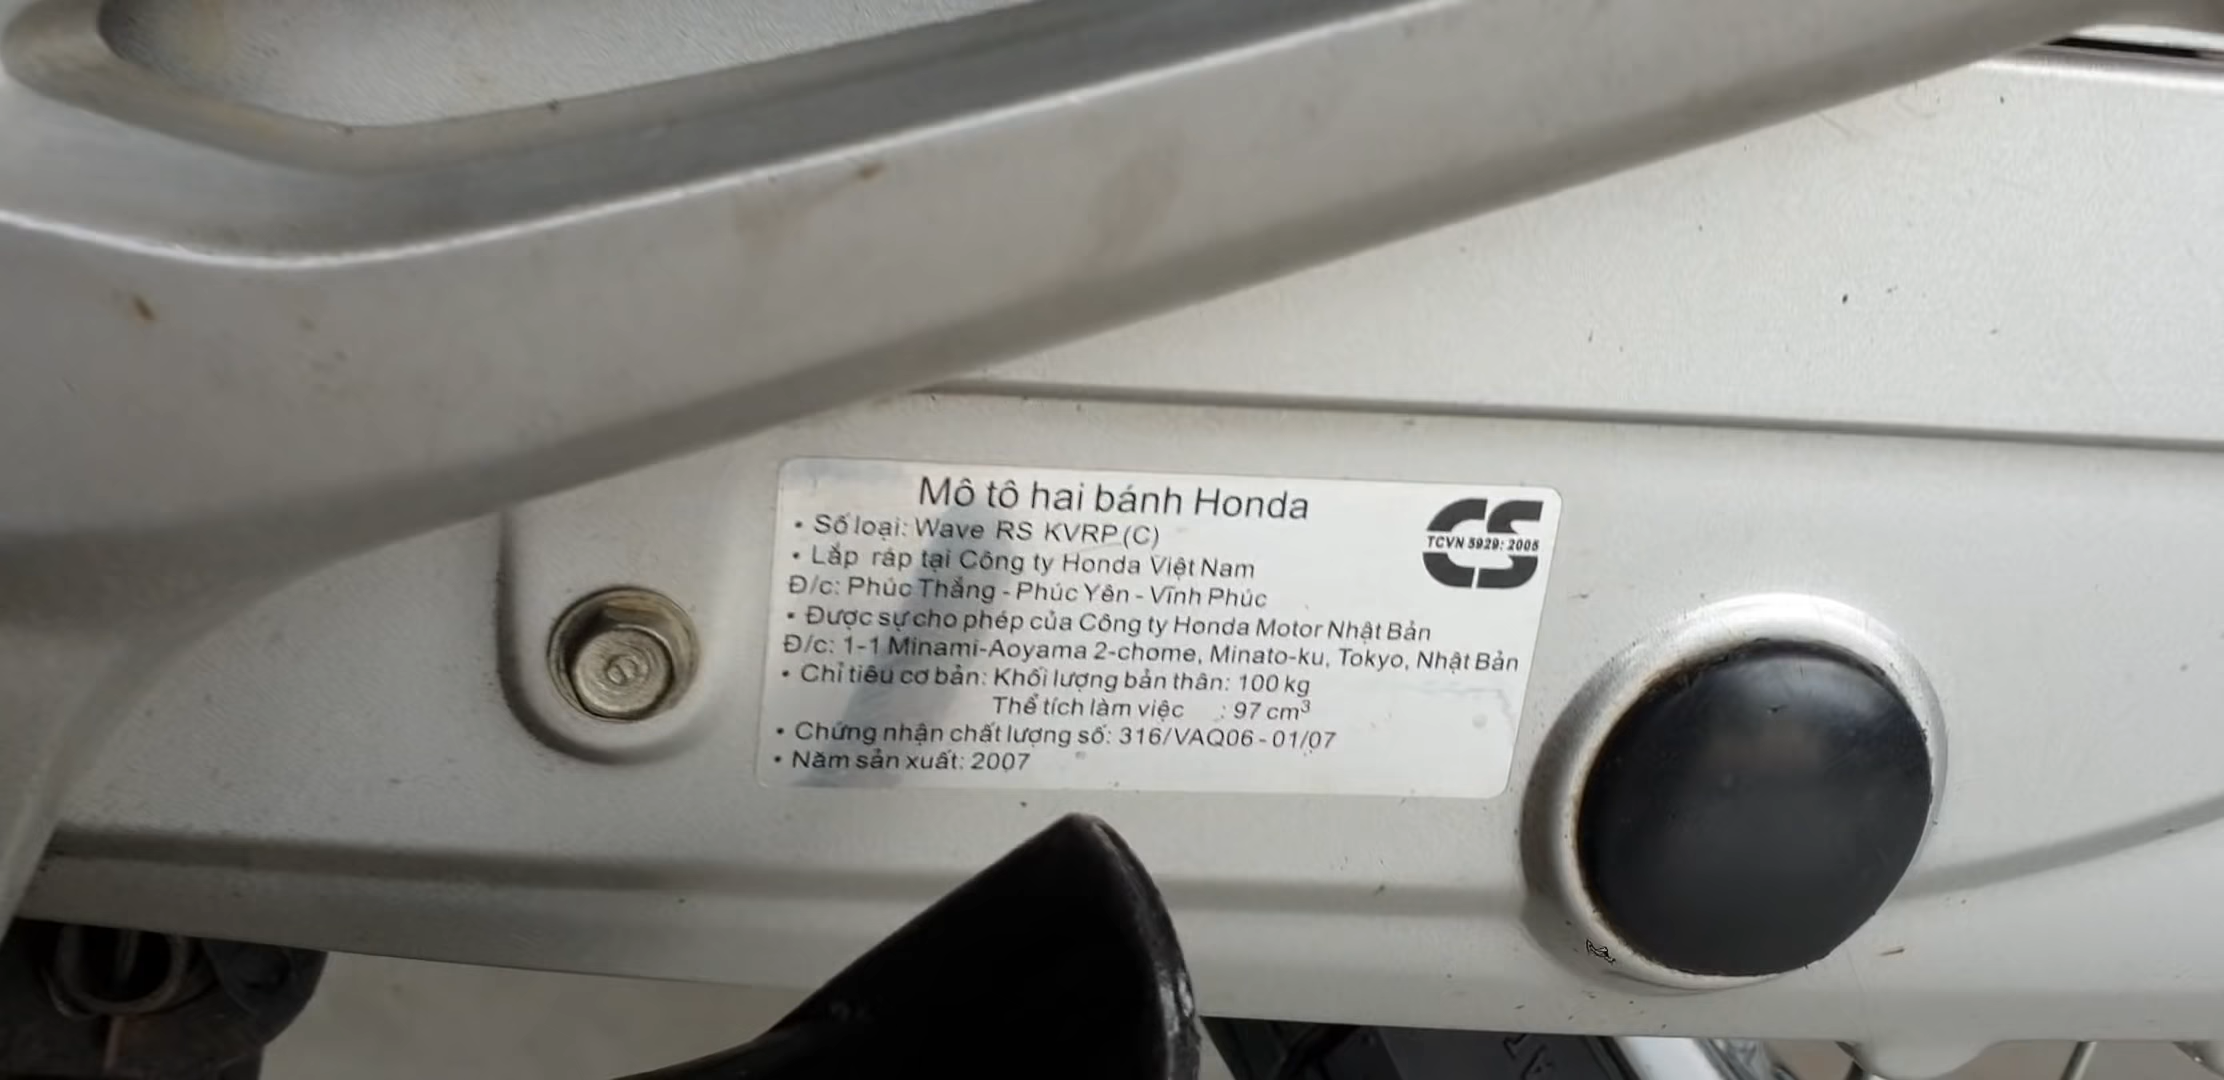 Mô tô hai bánh Honda
• Số loại: Wave RS KVRP (C)
CS
TCVN 5929: 2005
• Lắp ráp tại Công ty Honda Việt Nam
Đ/c: Phúc Thắng - Phúc Yên - Vĩnh Phúc
• Được sự cho phép của Công ty Honda Motor Nhật Bản
Đ/c: 1-1 Minami-Aoyama 2-chome, Minato-ku, Tokyo, Nhật Bản
• Chỉ tiêu cơ bản: Khối lượng bản thân: 100 kg
Thể tích làm việc : 97 cm³
• Chứng nhận chất lượng số: 316/VAQ06 - 01/07
• Năm sản xuất: 2007